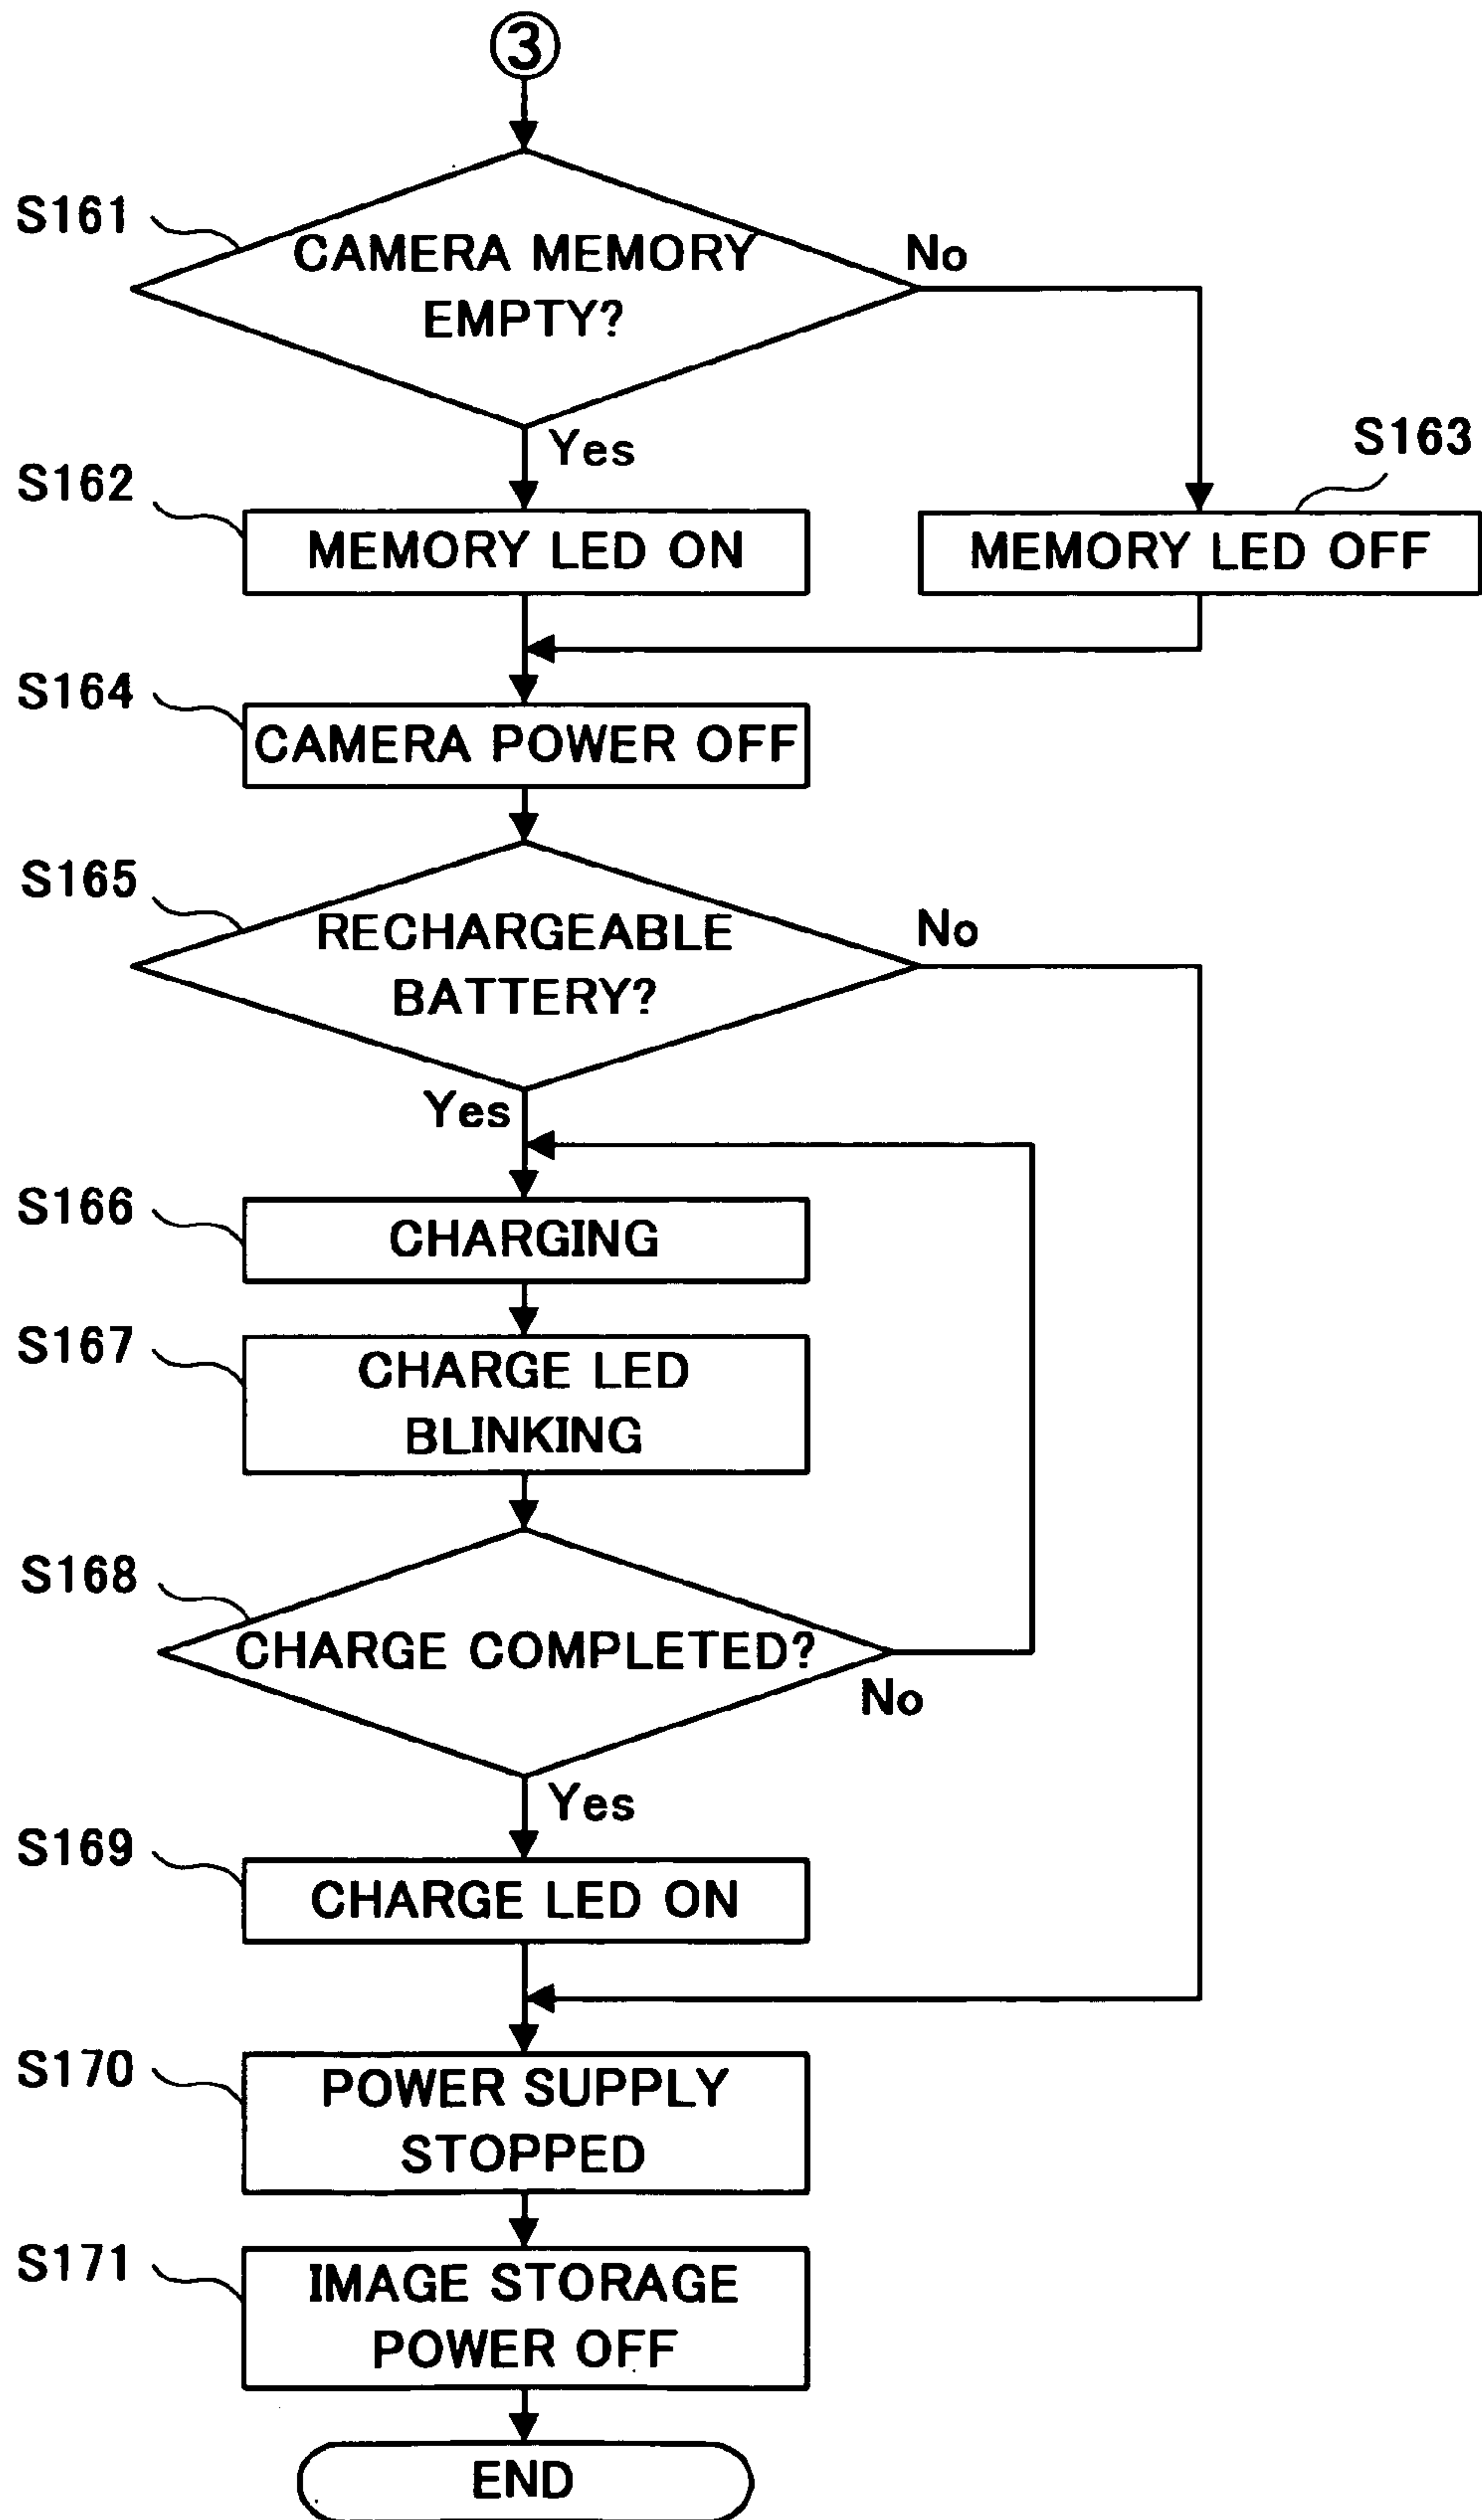 ③
S161
CAMERA MEMORY
EMPTY?
No
Yes
S162
MEMORY LED ON
S163
MEMORY LED OFF
S164
CAMERA POWER OFF
S165
RECHARGEABLE
BATTERY?
No
Yes
S166
CHARGING
S167
CHARGE LED
BLINKING
S168
CHARGE COMPLETED?
No
Yes
S169
CHARGE LED ON
S170
POWER SUPPLY
STOPPED
S171
IMAGE STORAGE
POWER OFF
END